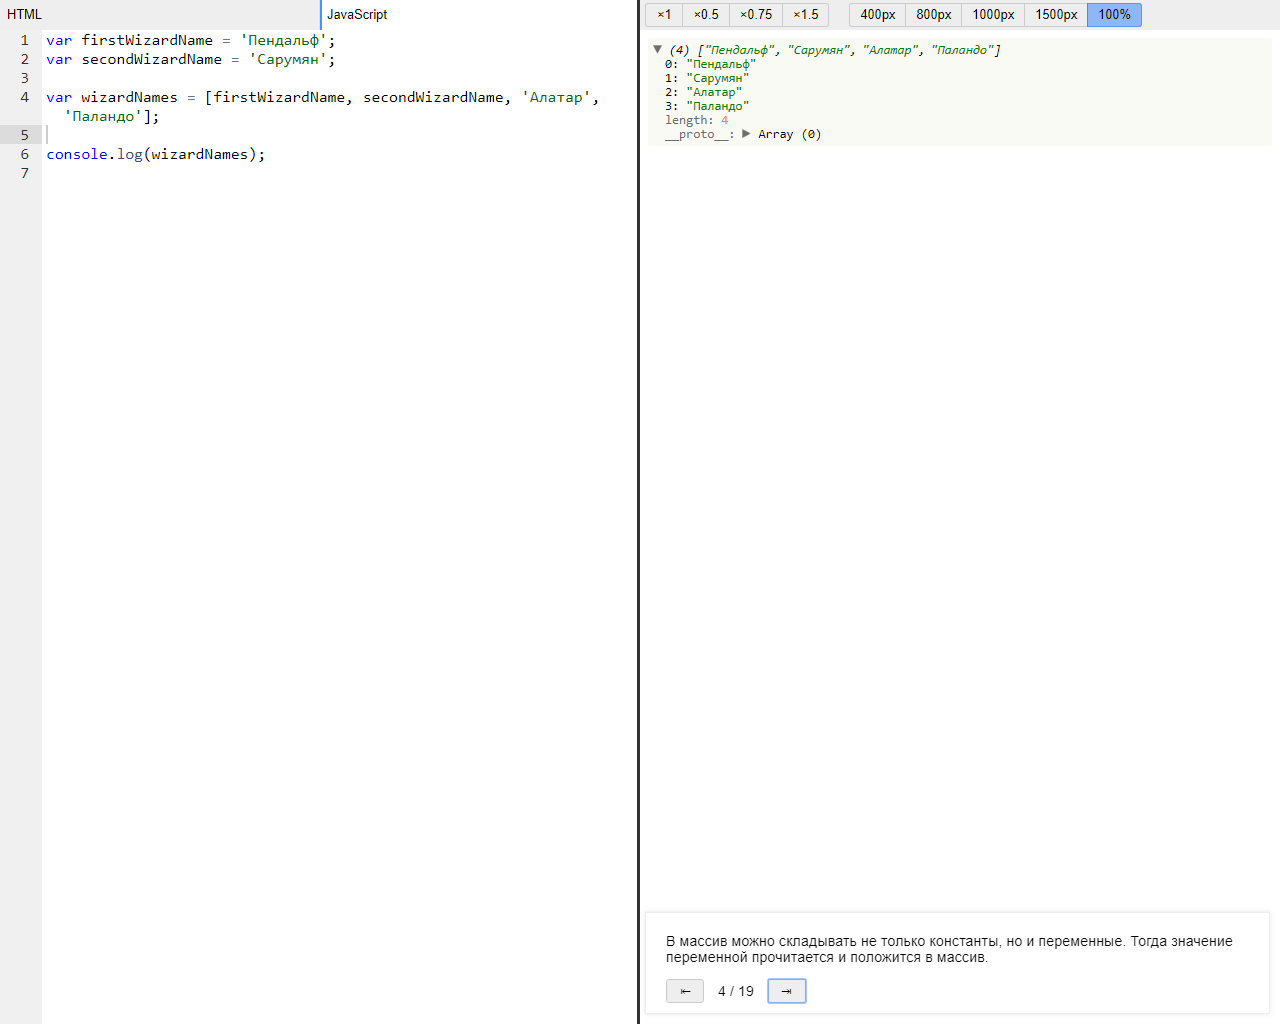 HTML
JavaScript
1 var firstWizardName = 'Пендальф';
2 var secondWizardName = 'Сарумян';
3
4 var wizardNames = [firstWizardName, secondWizardName, 'Алатар',
'Паландо'];
5
6 console.log(wizardNames);
7
×1 ×0.5 ×0.75 ×1.5 400px 800px 1000px 1500px 100%
▼ (4) ["Пендальф", "Сарумян", "Алатар", "Паландо"]
0: "Пендальф"
1: "Сарумян"
2: "Алатар"
3: "Паландо"
length: 4
__proto__: ▶ Array (0)
В массив можно складывать не только константы, но и переменные. Тогда значение
переменной прочитается и положится в массив.
⇤ 4 / 19 ⇥